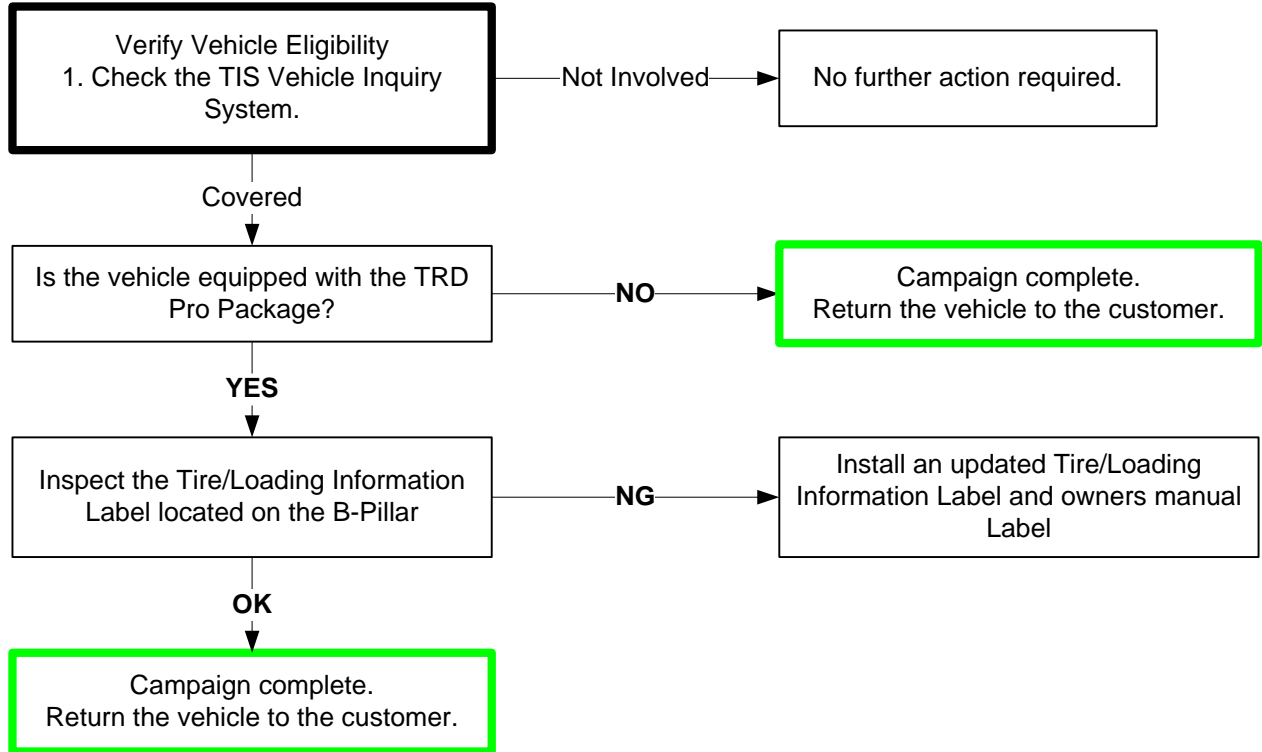 Verify Vehicle Eligibility
1. Check the TIS Vehicle Inquiry
System.
Not Involved
No further action required.
Covered
Is the vehicle equipped with the TRD
Pro Package?
NO
Campaign complete.
Return the vehicle to the customer.
YES
Inspect the Tire/Loading Information
Label located on the B-Pillar
NG
Install an updated Tire/Loading
Information Label and owners manual
Label
OK
Campaign complete.
Return the vehicle to the customer.